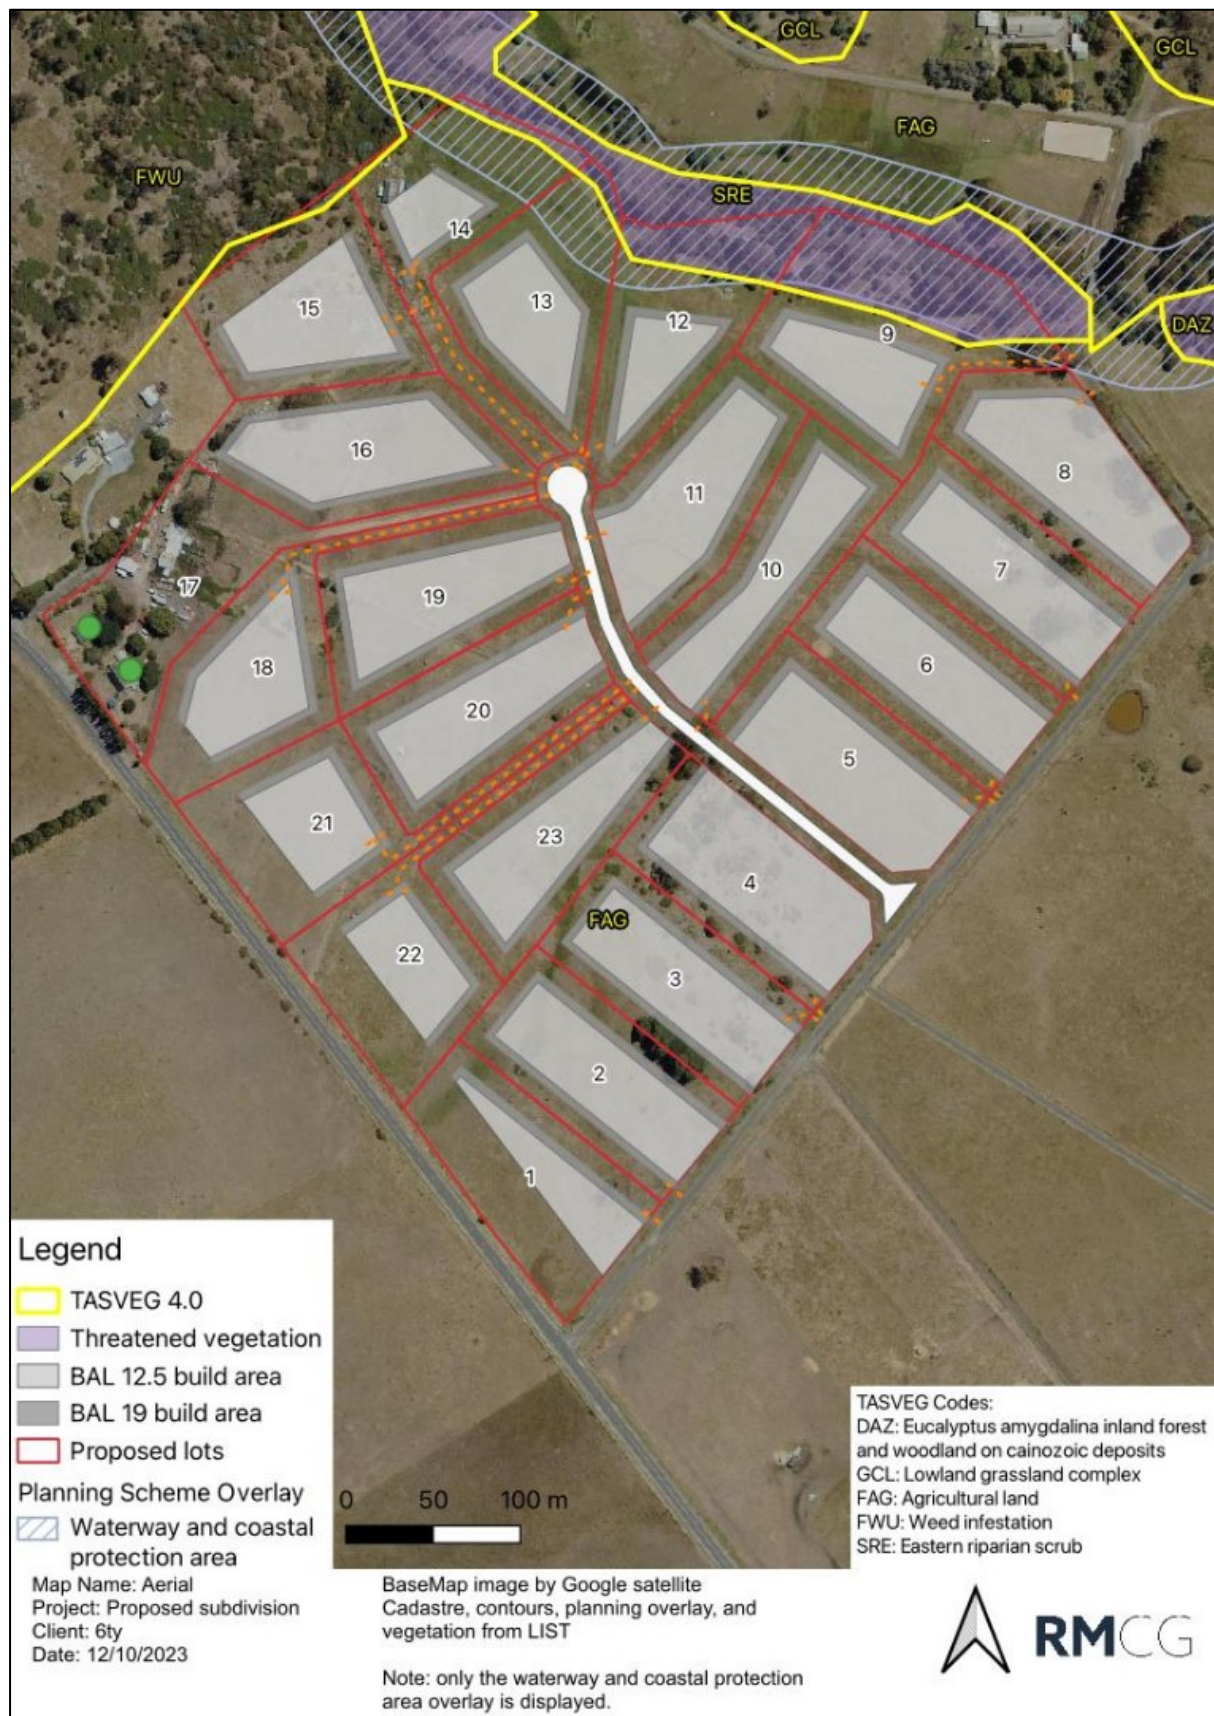 GCL
GCL
FAG
FWU
SRE
DAZ
14
15
13
12
9
16
8
11
7
10
17
19
6
18
20
5
21
23
4
FAG
22
3
2
1
Legend
TASVEG 4.0
Threatened vegetation
BAL 12.5 build area
BAL 19 build area
Proposed lots
Planning Scheme Overlay
Waterway and coastal
protection area
0 50 100 m
TASVEG Codes:
DAZ: Eucalyptus amygdalina inland forest
and woodland on cainozoic deposits
GCL: Lowland grassland complex
FAG: Agricultural land
FWU: Weed infestation
SRE: Eastern riparian scrub
Map Name: Aerial
Project: Proposed subdivision
Client: 6ty
Date: 12/10/2023
BaseMap image by Google satellite
Cadastre, contours, planning overlay, and
vegetation from LIST
Note: only the waterway and coastal protection
area overlay is displayed.
RMCG